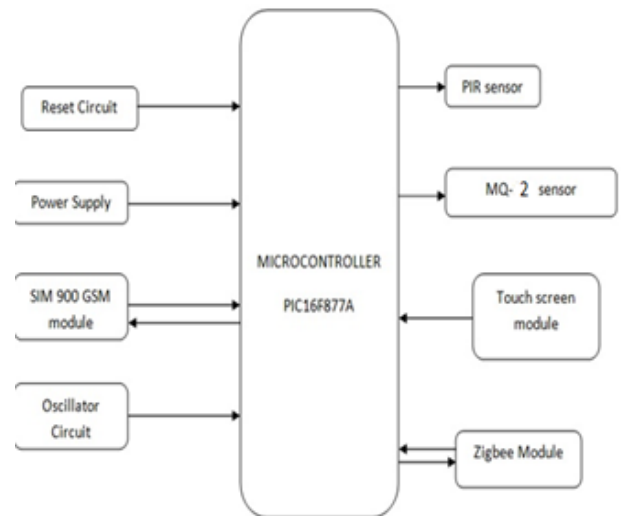 Reset Circuit
Power Supply
SIM 900 GSM
module
Oscillator
Circuit
MICROCONTROLLER
PIC16F877A
PIR sensor
MQ- 2 sensor
Touch screen
module
Zigbee Module